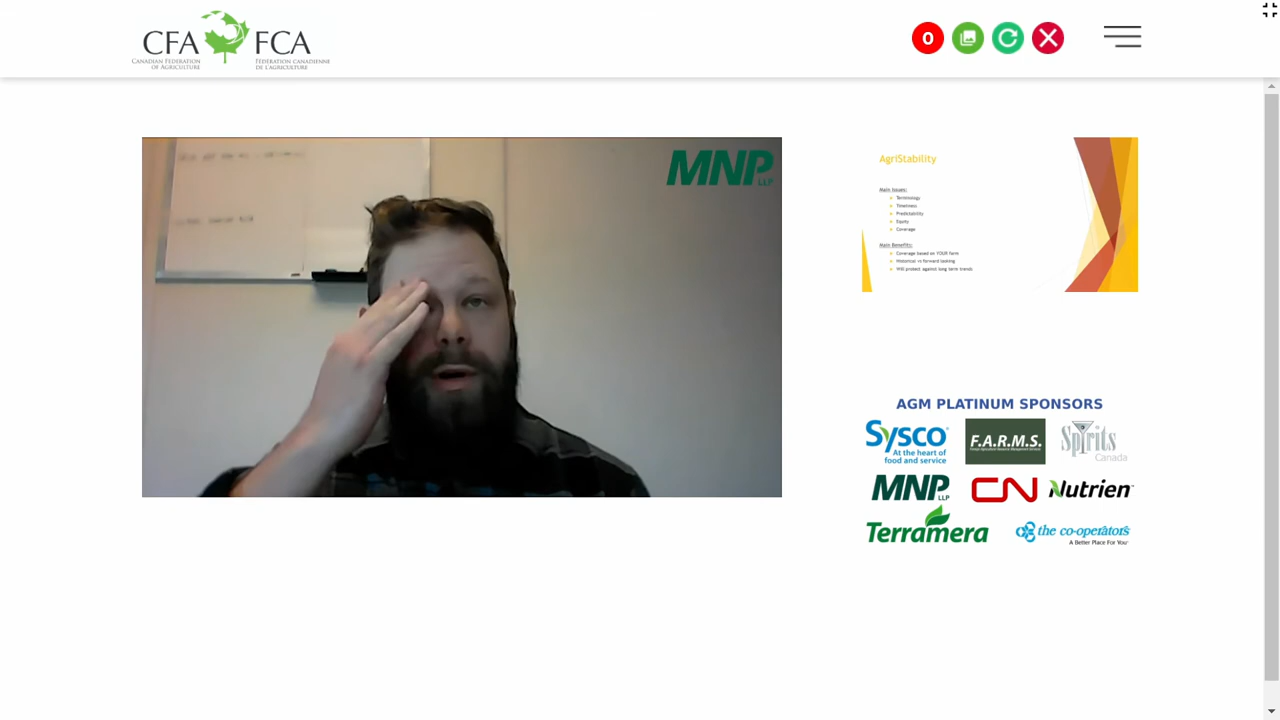 CFA FCA
CANADIAN FEDERATION
OF AGRICULTURE
FÉDÉRATION CANADIENNE
DE L'AGRICULTURE
0
MNP
LLP
AgriStability
Main Issues:
Terminology
Timeliness
Predictability
Equity
Coverage
Main Benefits:
Coverage based on YOUR farm
Historical vs forward looking
Will protect against long term trends
AGM PLATINUM SPONSORS
Sysco
At the heart of
food and service
F.A.R.M.S.
Spirits
Canada
MNP
LLP
CN
Nutrien
Terramera
the co-operators
A Better Place For You